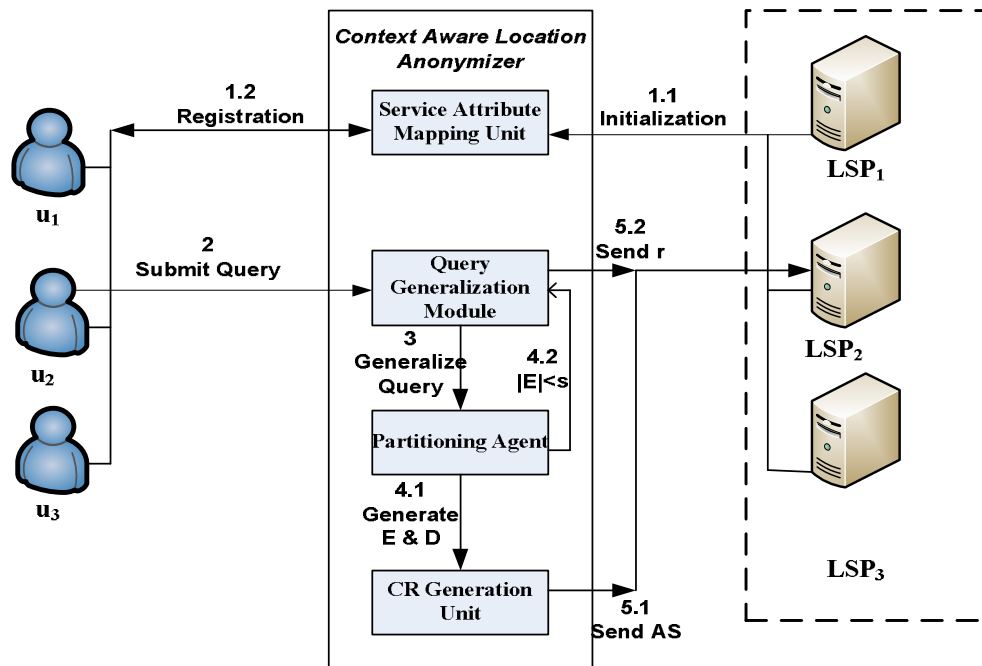 Context Aware Location
Anonymizer
1.2
Registration
Service Attribute
Mapping Unit
1.1
Initialization
LSP1
u1
2
Submit Query
Query
Generalization
Module
5.2
Send r
LSP2
u2
3
Generalize
Query
4.2
|E|<s
Partitioning Agent
u3
4.1
Generate
E & D
CR Generation
Unit
5.1
Send AS
LSP3